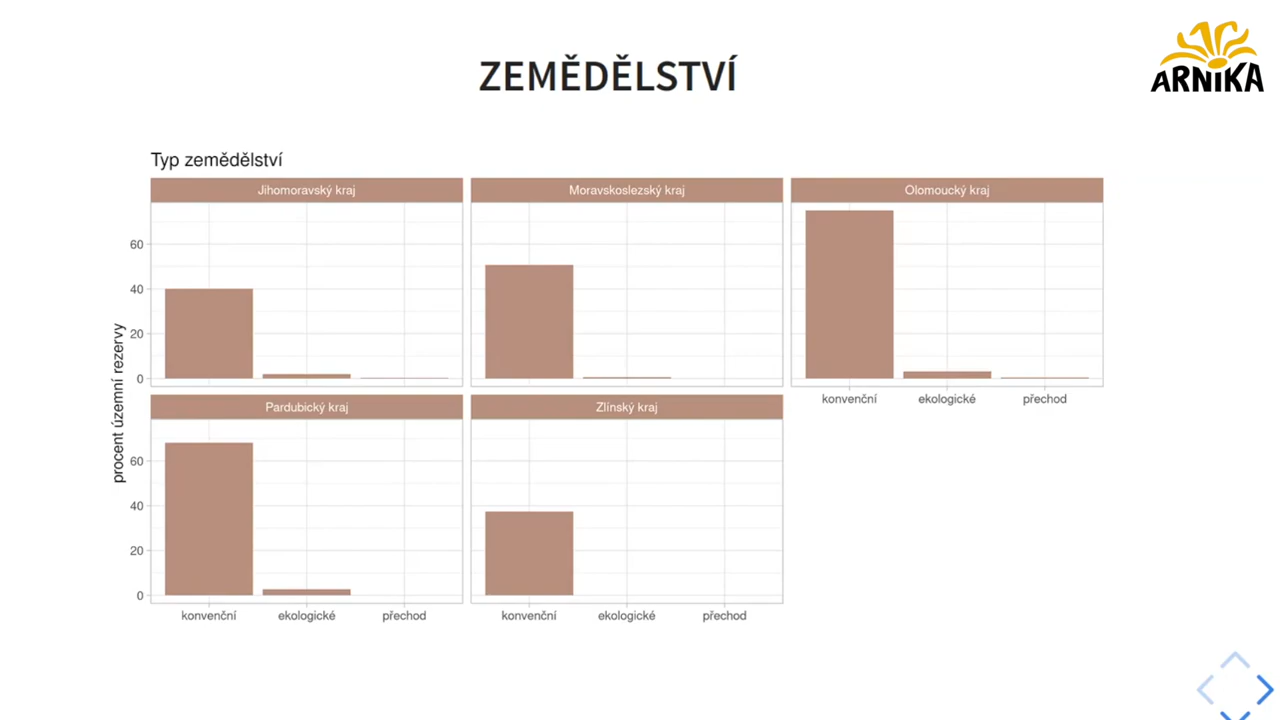 ZEMĚDĚLSTVÍ
ARNIKA
Typ zemědělství
Jihomoravský kraj
Moravskoslezský kraj
Olomoucký kraj
60
40
20
0
konvenční ekologické přechod
procent územní rezervy
Pardubický kraj
Zlínský kraj
60
40
20
0
konvenční ekologické přechod
konvenční ekologické přechod